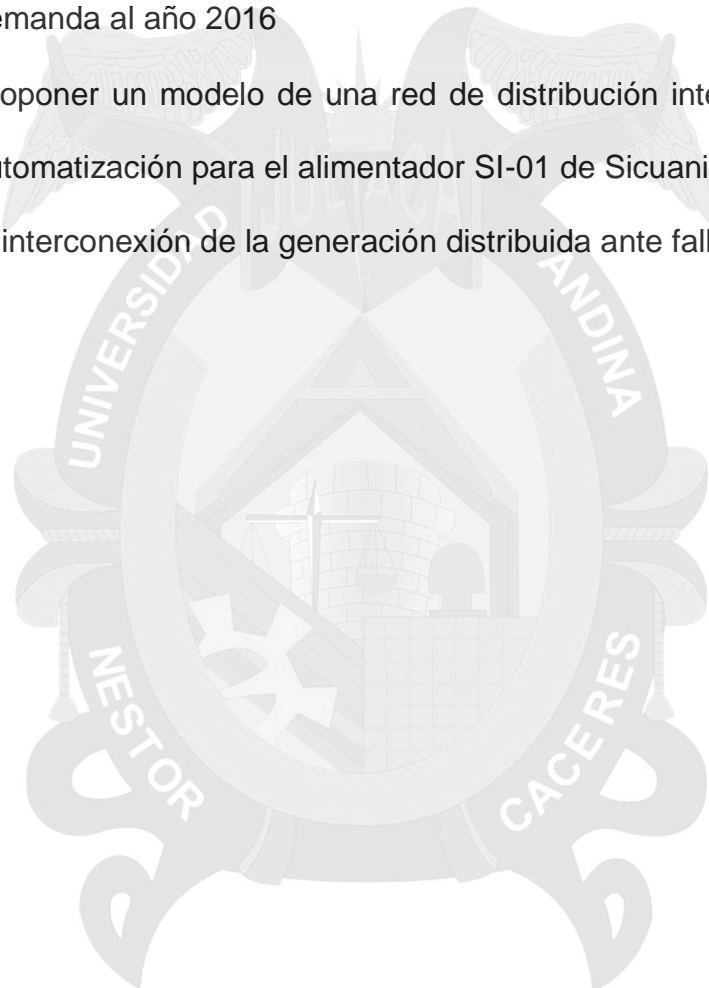 emanda al año 2016
oponer un modelo de una red de distribución inte
utomatización para el alimentador SI-01 de Sicuani
interconexión de la generación distribuida ante fall
JULIACA
UNIVERSIDAD
ANDINA
NESTOR
CACERES